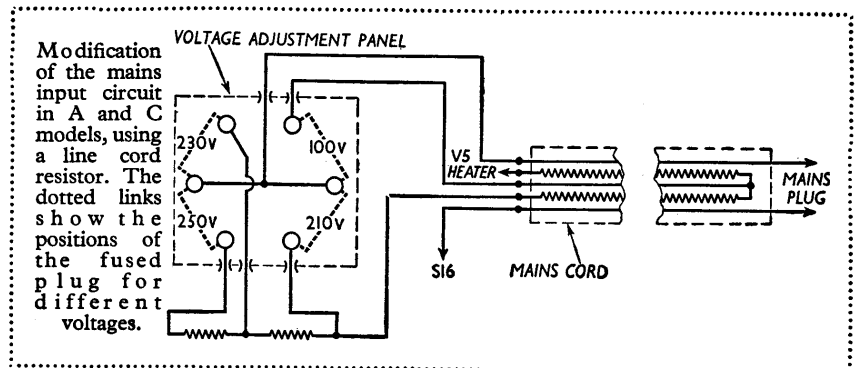 Modification
of the mains
input circuit
in A and C
models, using
a line cord
resistor. The
dotted links
show the
positions of
the fused
plug for
different
voltages.
VOLTAGE ADJUSTMENT PANEL
230V
100V
250V
210V
V5
HEATER
S16
MAINS CORD
MAINS
PLUG